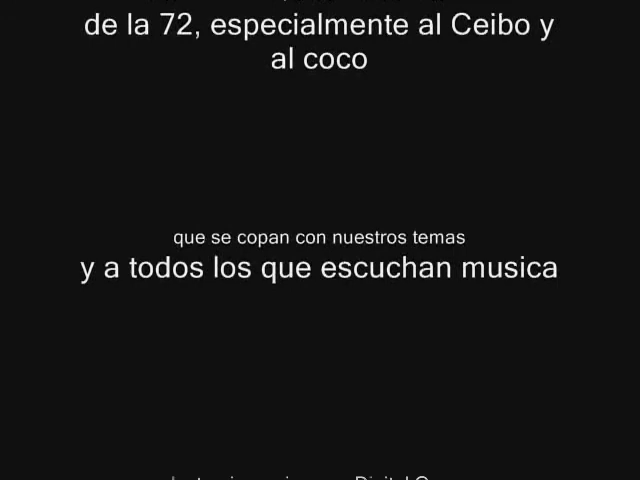 de la 72, especialmente al Ceibo y
al coco
que se copan con nuestros temas
y a todos los que escuchan musica